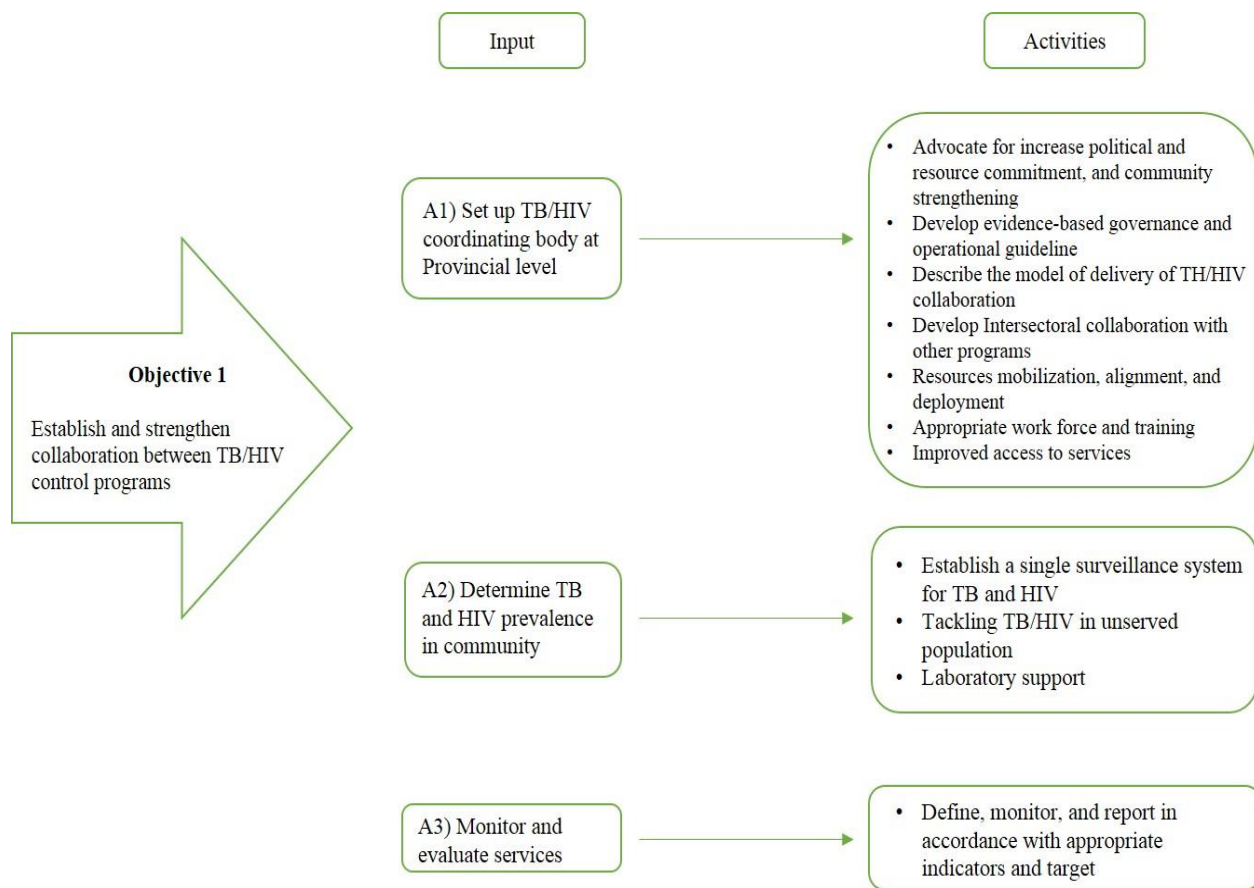 Input
Activities
Objective 1
Establish and strengthen
collaboration between TB/HIV
control programs
A1) Set up TB/HIV
coordinating body at
Provincial level
• Advocate for increase political and
resource commitment, and community
strengthening
• Develop evidence-based governance and
operational guideline
• Describe the model of delivery of TH/HIV
collaboration
• Develop Intersectoral collaboration with
other programs
• Resources mobilization, alignment, and
deployment
• Appropriate work force and training
• Improved access to services
A2) Determine TB
and HIV prevalence
in community
• Establish a single surveillance system
for TB and HIV
• Tackling TB/HIV in unserved
population
• Laboratory support
A3) Monitor and
evaluate services
• Define, monitor, and report in
accordance with appropriate
indicators and target